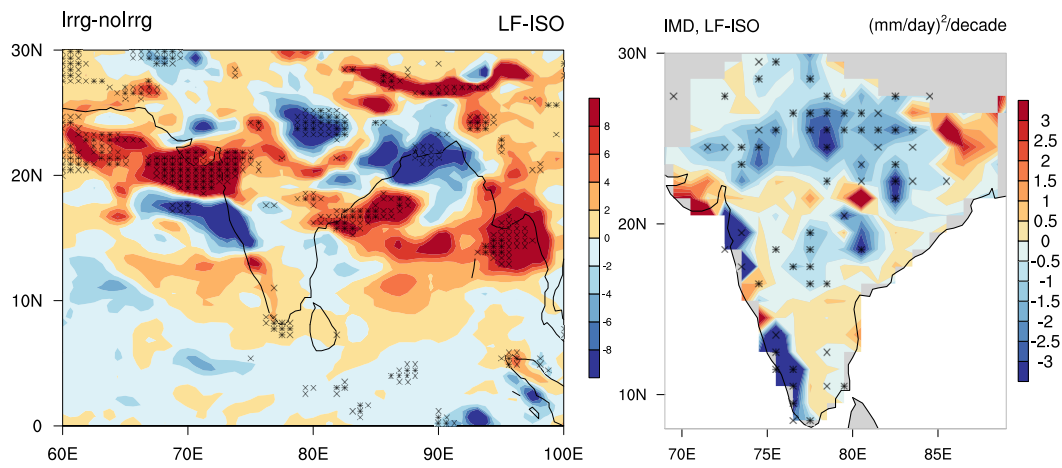 Irrg-noIrrg LF-ISO
30N
20N
10N
0
60E 70E 80E 90E 100E
8
6
4
2
0
-2
-4
-6
-8
IMD, LF-ISO (mm/day)²/decade
30N
20N
10N
70E 75E 80E 85E
3
2.5
2
1.5
1
0.5
0
-0.5
-1
-1.5
-2
-2.5
-3